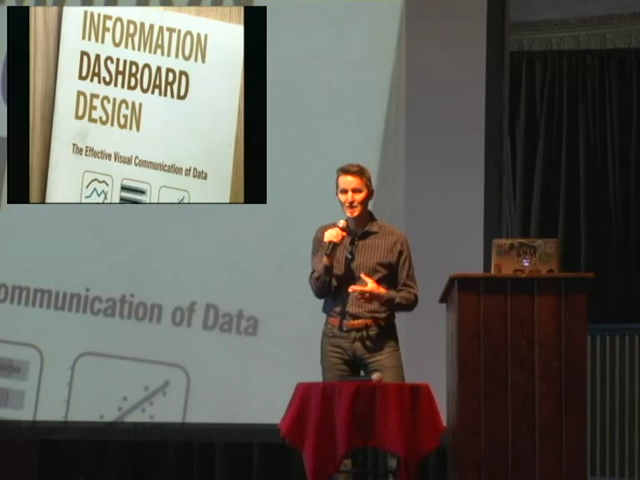 INFORMATION
DASHBOARD
DESIGN
The Effective Visual Communication of Data
ommunication of Data